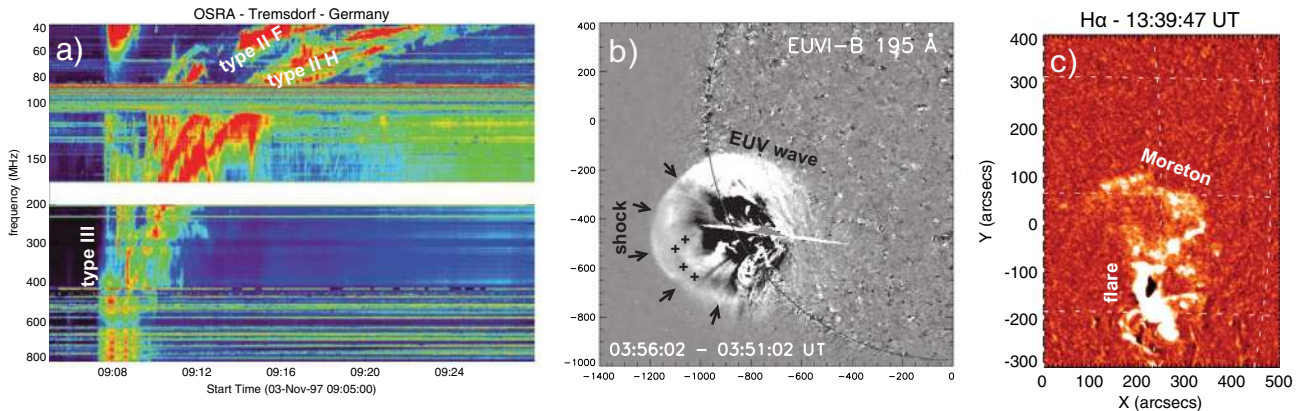 OSRA - Tremsdorf - Germany
a)
type II F
type II H
type III
frequency (MHz)
40
60
80
100
150
200
300
400
600
800
09:08
09:12
09:16
09:20
09:24
Start Time (03-Nov-97 09:05:00)
b)
EUVI-B 195 Å
EUV wave
shock
03:56:02 - 03:51:02 UT
400
200
0
-200
-400
-600
-800
-1000
-1400
-1200
-1000
-800
-600
-400
-200
0
Hα - 13:39:47 UT
c)
Moreton
flare
Y (arcsecs)
400
300
200
100
0
-100
-200
-300
0
100
200
300
400
500
X (arcsecs)